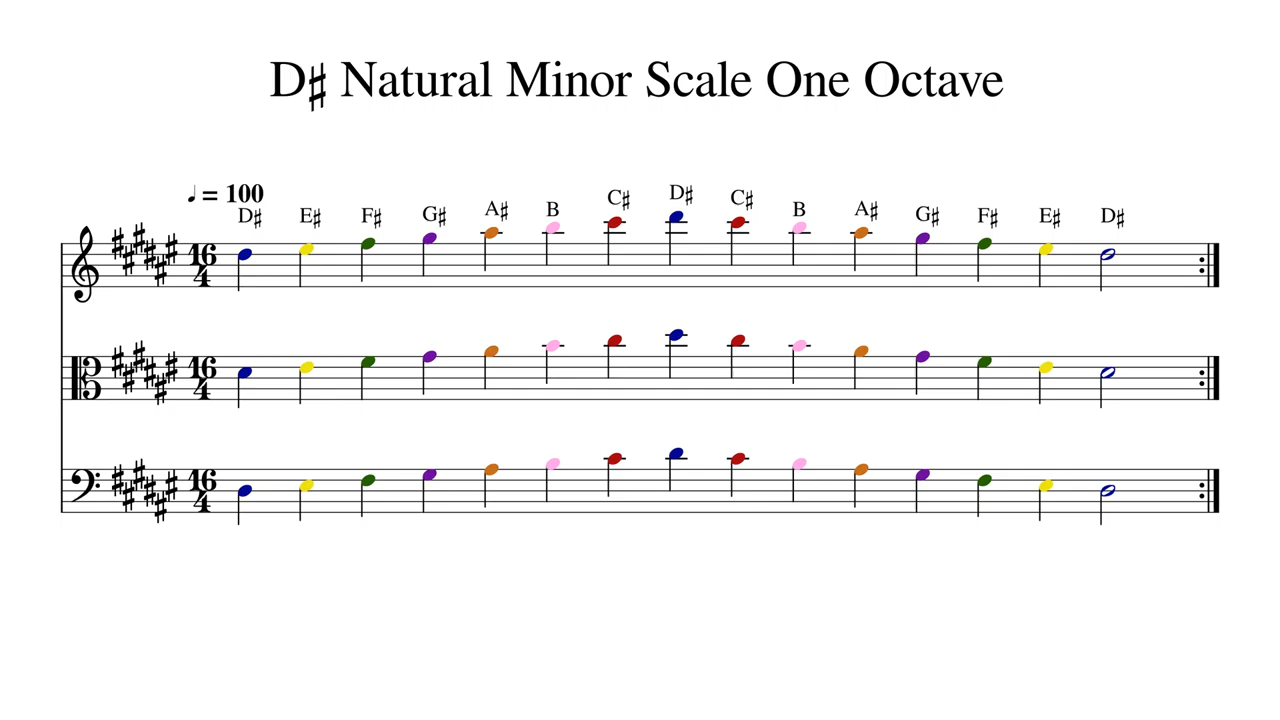 D♯ Natural Minor Scale One Octave
♩ = 100
D♯ E♯ F♯ G♯ A♯ B C♯ D♯ C♯ B A♯ G♯ F♯ E♯ D♯
16
4
16
4
16
4